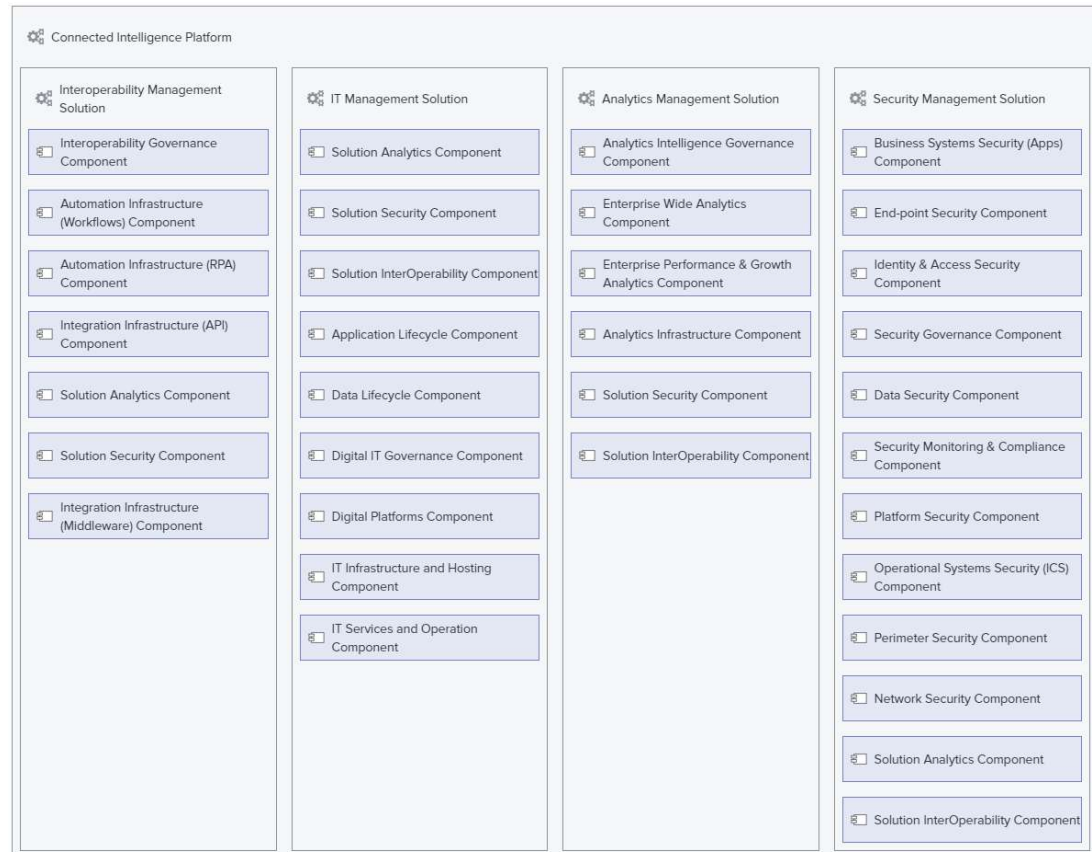 Connected Intelligence Platform
Interoperability Management
Solution
Interoperability Governance
Component
Automation Infrastructure
(Workflows) Component
Automation Infrastructure (RPA)
Component
Integration Infrastructure (API)
Component
Solution Analytics Component
Solution Security Component
Integration Infrastructure
(Middleware) Component
IT Management Solution
Solution Analytics Component
Solution Security Component
Solution InterOperability Component
Application Lifecycle Component
Data Lifecycle Component
Digital IT Governance Component
Digital Platforms Component
IT Infrastructure and Hosting
Component
IT Services and Operation
Component
Analytics Management Solution
Analytics Intelligence Governance
Component
Enterprise Wide Analytics
Component
Enterprise Performance & Growth
Analytics Component
Analytics Infrastructure Component
Solution Security Component
Solution InterOperability Component
Security Management Solution
Business Systems Security (Apps)
Component
End-point Security Component
Identity & Access Security
Component
Security Governance Component
Data Security Component
Security Monitoring & Compliance
Component
Platform Security Component
Operational Systems Security (ICS)
Component
Perimeter Security Component
Network Security Component
Solution Analytics Component
Solution InterOperability Component